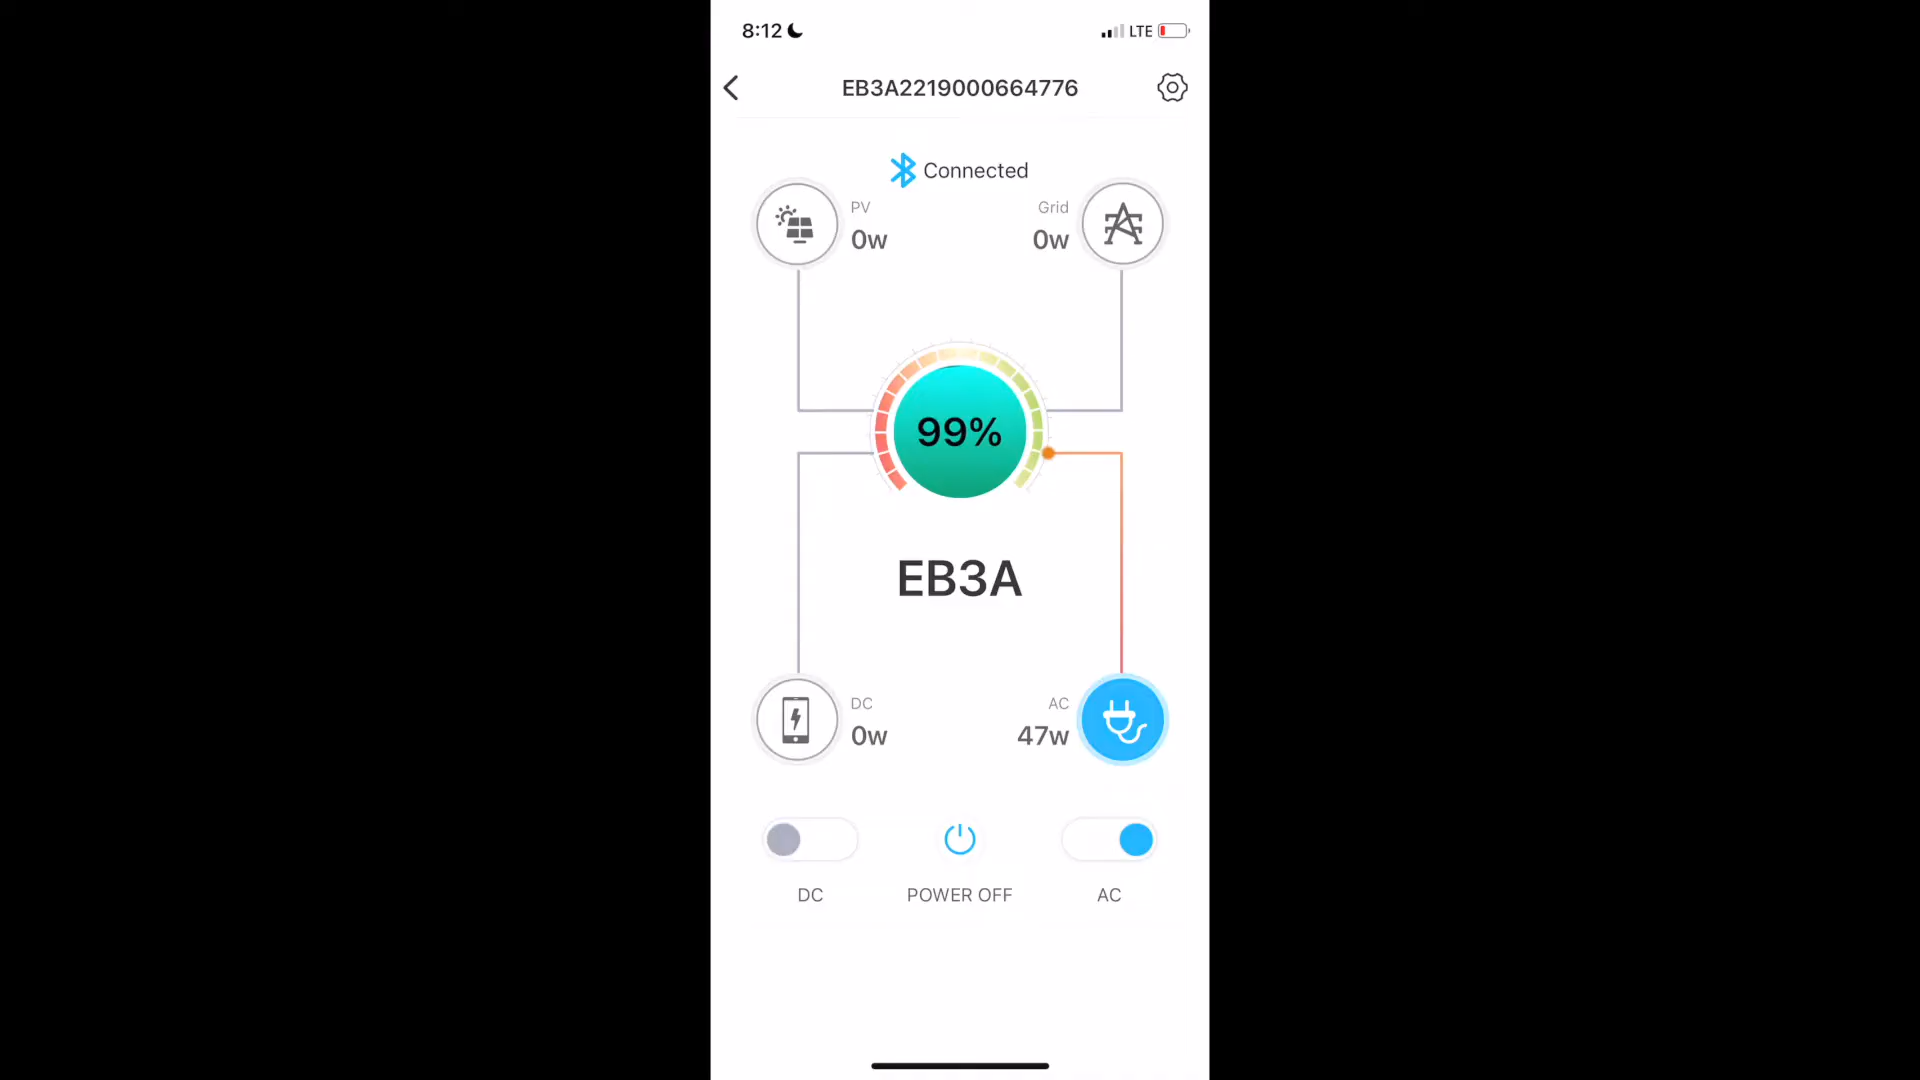 8:12
LTE
EB3A2219000664776
Connected
PV
0w
Grid
0w
99%
EB3A
DC
0w
AC
47w
DC
POWER OFF
AC